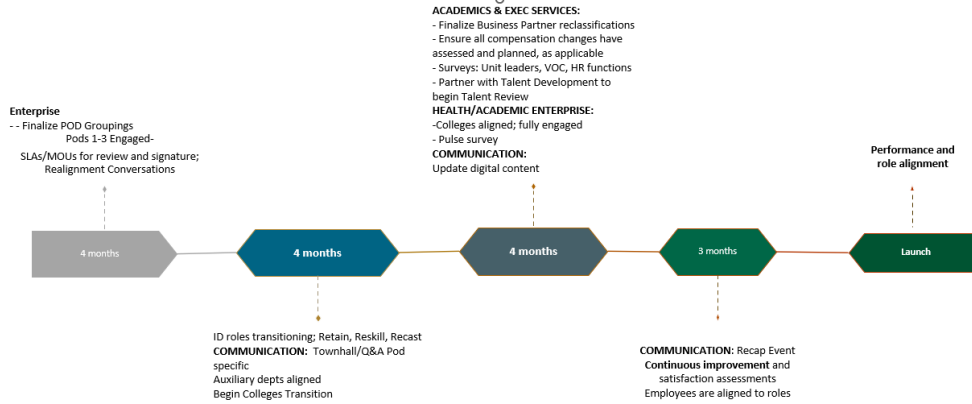 ACADEMICS & EXEC SERVICES:
- Finalize Business Partner reclassifications
- Ensure all compensation changes have
assessed and planned, as applicable
- Surveys: Unit leaders, VOC, HR functions
- Partner with Talent Development to
begin Talent Review
HEALTH/ACADEMIC ENTERPRISE:
-Colleges aligned; fully engaged
- Pulse survey
COMMUNICATION:
Update digital content
Enterprise
- - Finalize POD Groupings
Pods 1-3 Engaged-
SLAs/MOUs for review and signature;
Realignment Conversations
Performance and
role alignment
4 months
4 months
4 months
3 months
Launch
ID roles transitioning; Retain, Reskill, Recast
COMMUNICATION: Townhall/Q&A Pod
specific
Auxiliary depts aligned
Begin Colleges Transition
COMMUNICATION: Recap Event
Continuous improvement and
satisfaction assessments
Employees are aligned to roles